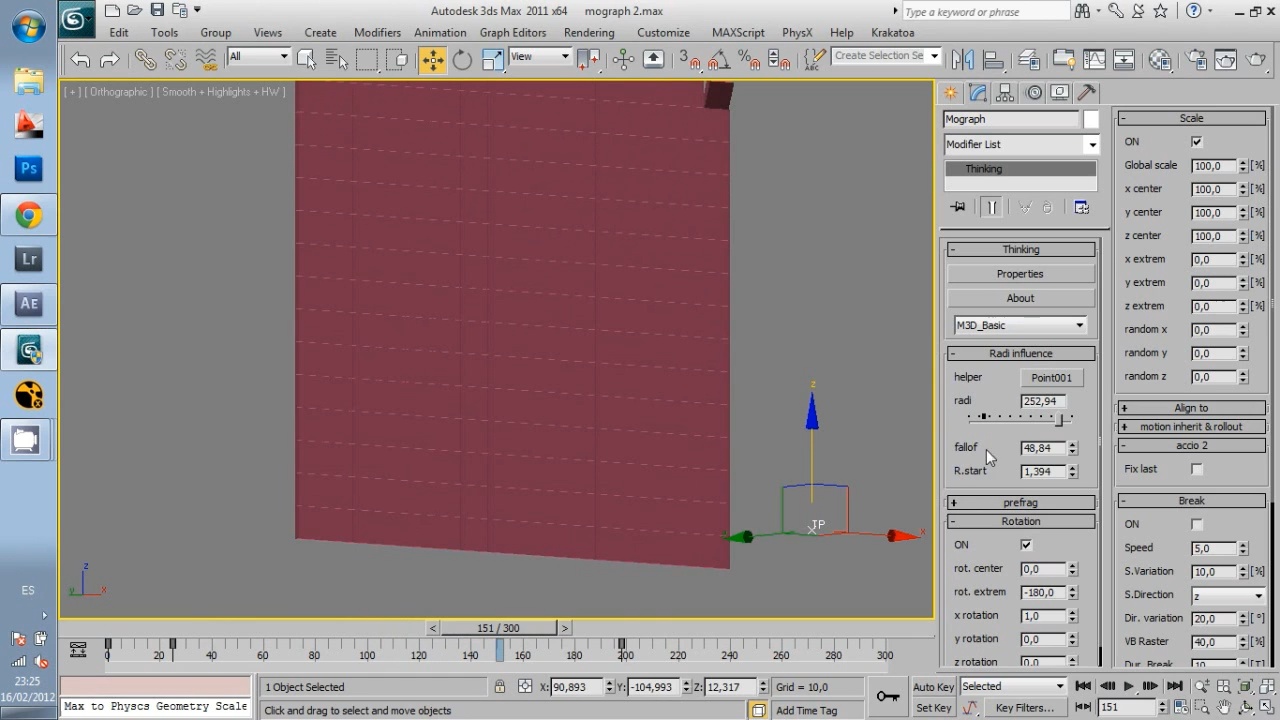 Autodesk 3ds Max 2011 x64 mograph 2.max
Type a keyword or phrase
Edit Tools Group Views Create Modifiers Animation Graph Editors Rendering Customize MAXScript PhysX Help Krakatoa
All View 3 Create Selection Se
[ + ] [ Orthographic ] [ Smooth + Highlights + HW ]
Mograph
Modifier List
Thinking
- Thinking
Properties
About
M3D_Basic
- Radi influence
helper Point001
radi 252,94
fallof 48,84
R.start 1,394
+ prefrag
- Rotation
ON
rot. center 0,0
rot. extrem -180,0
x rotation 1,0
y rotation 0,0
z rotation 0,0
- Scale
ON
Global scale 100,0 [%]
x center 100,0 [%]
y center 100,0 [%]
z center 100,0 [%]
x extrem 0,0 [%]
y extrem 0,0 [%]
z extrem 0,0 [%]
random x 0,0 [%]
random y 0,0 [%]
random z 0,0 [%]
+ Align to
+ motion inherit & rollout
- accio 2
Fix last
- Break
ON
Speed 5,0
S.Variation 10,0 [%]
S.Direction z
Dir. variation 20,0 [°]
VB Raster 40,0 [%]
Dur. Break 10 [T]
z
TP
x
z
y x
Ps
Lr
AE
ES
23:25
16/02/2012
< 151 / 300 >
0 20 40 60 80 100 120 140 160 180 200 220 240 260 280 300
1 Object Selected X: 90,893 Y: -104,993 Z: 12,317 Grid = 10,0 Auto Key Selected
Max to Physcs Geometry Scale Click and drag to select and move objects Add Time Tag Set Key Key Filters... 151